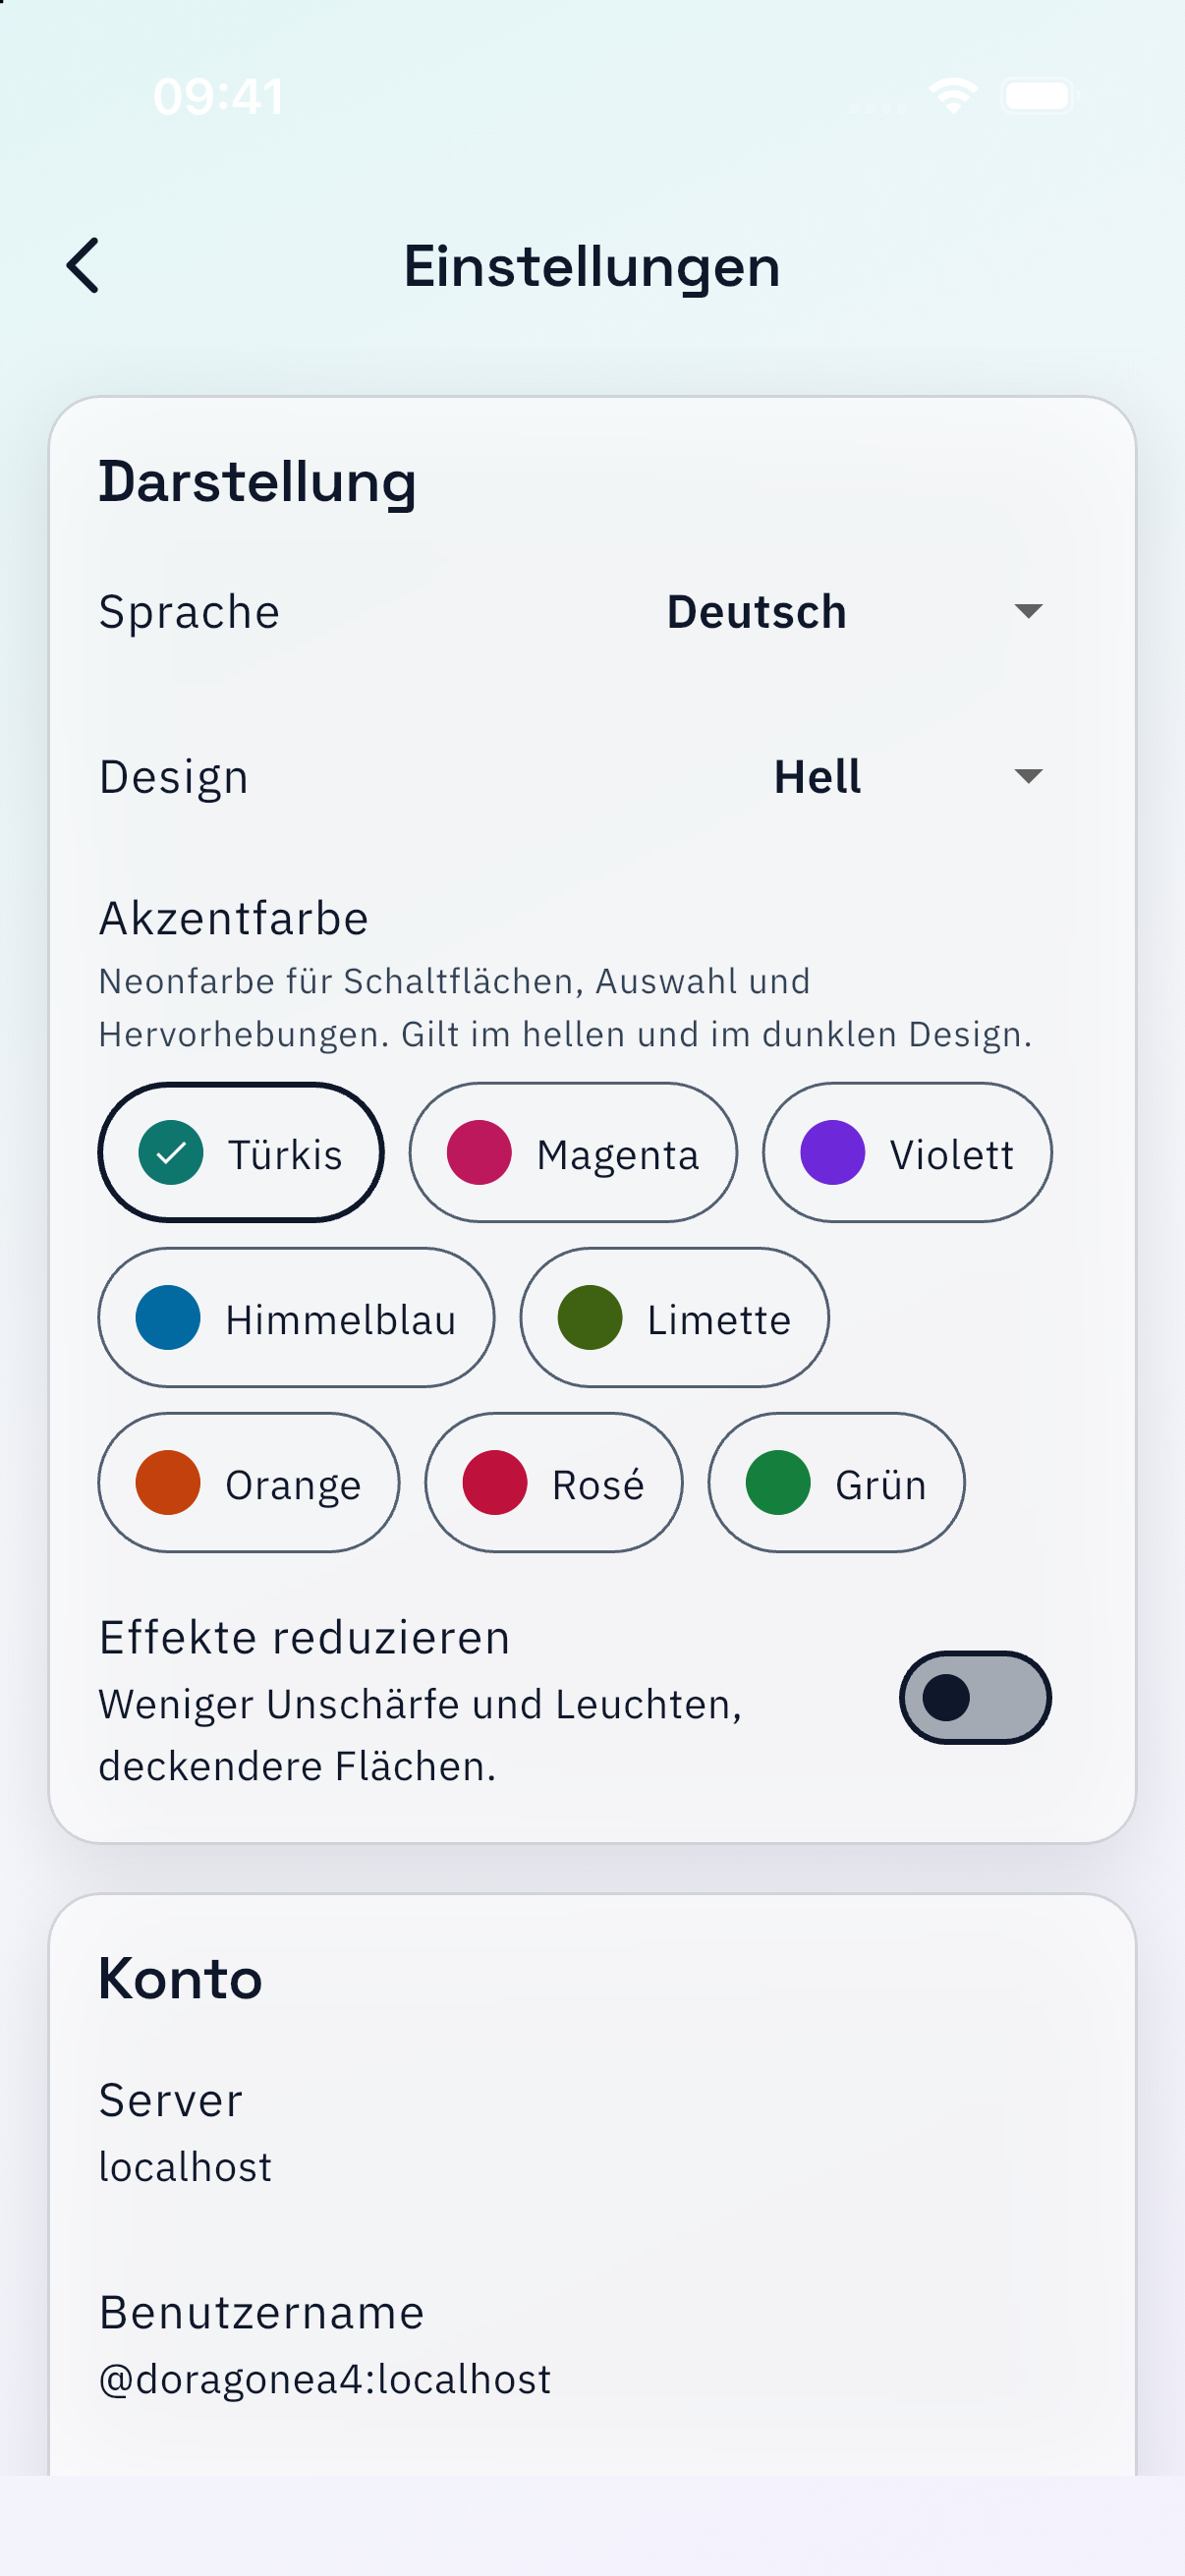 09:41
Einstellungen
Darstellung
Sprache Deutsch
Design Hell
Akzentfarbe
Neonfarbe für Schaltflächen, Auswahl und
Hervorhebungen. Gilt im hellen und im dunklen Design.
Türkis Magenta Violett
Himmelblau Limette
Orange Rosé Grün
Effekte reduzieren
Weniger Unschärfe und Leuchten,
deckendere Flächen.
Konto
Server
localhost
Benutzername
@doragonea4:localhost